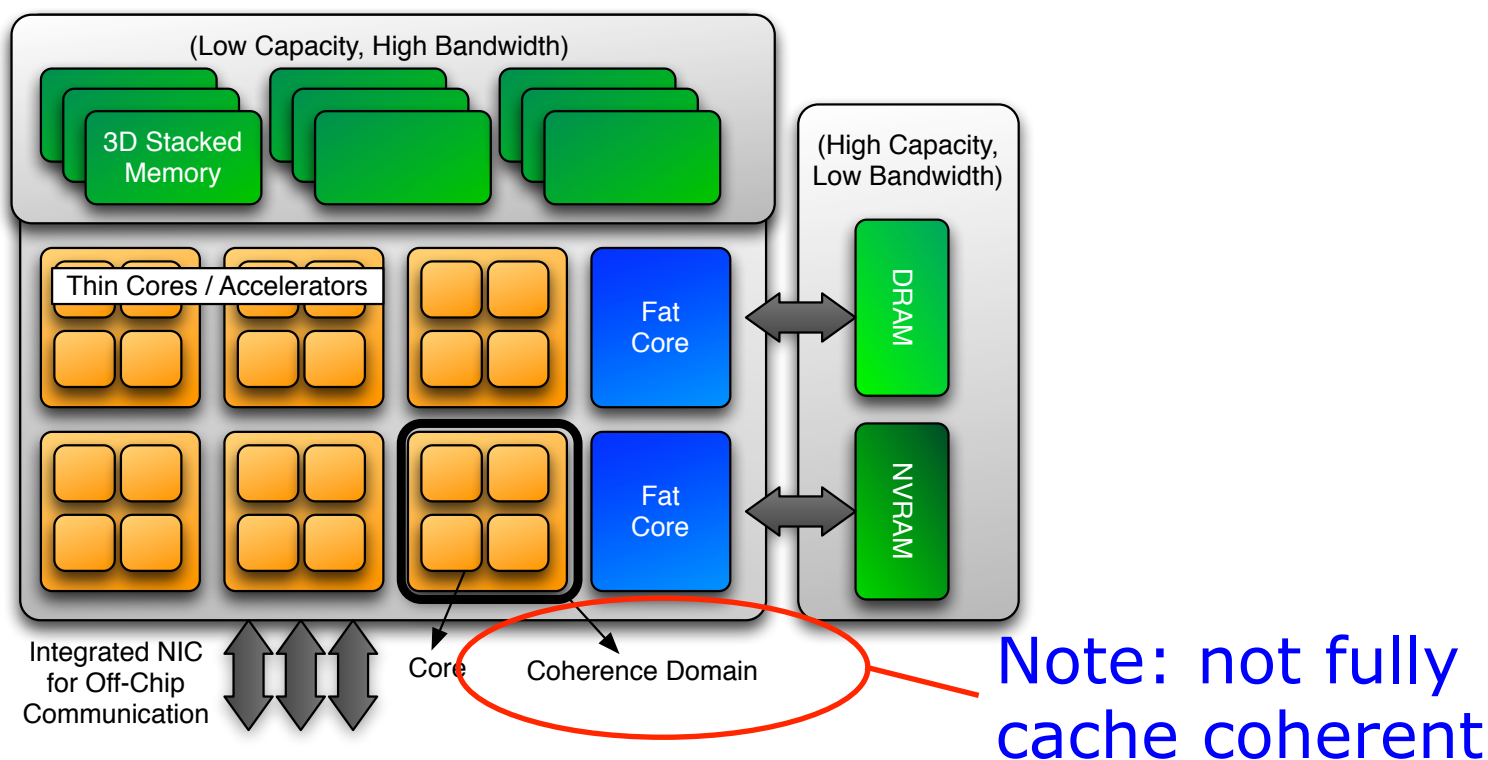 (Low Capacity, High Bandwidth)
3D Stacked
Memory
(High Capacity,
Low Bandwidth)
Thin Cores / Accelerators
Fat
Core
DRAM
Fat
Core
NVRAM
Integrated NIC
for Off-Chip
Communication
Core
Coherence Domain
Note: not fully
cache coherent